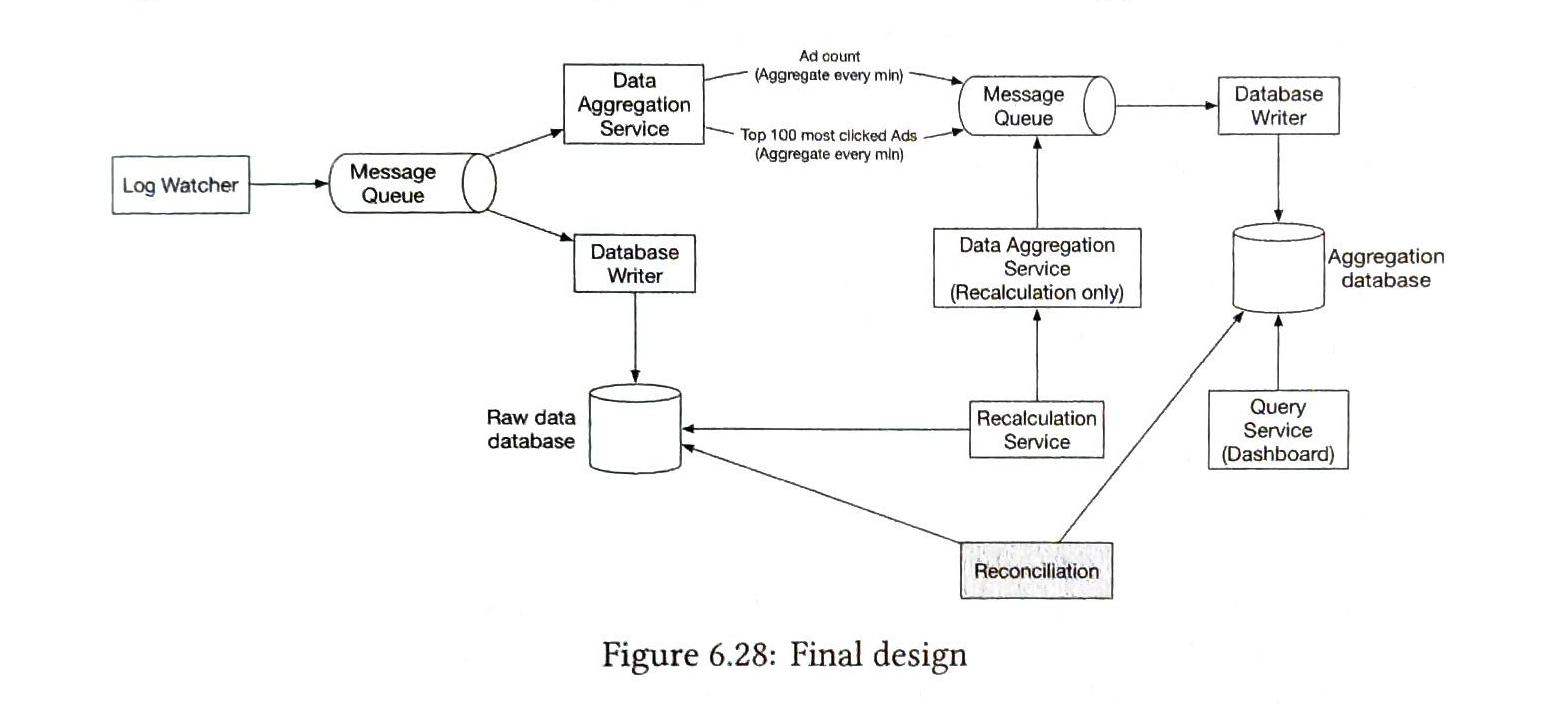 Ad count
(Aggregate every min)
Data
Aggregation
Service
Message
Queue
Database
Writer
Top 100 most clicked Ads
(Aggregate every min)
Log Watcher
Message
Queue
Database
Writer
Data Aggregation
Service
(Recalculation only)
Aggregation
database
Raw data
database
Recalculation
Service
Query
Service
(Dashboard)
Reconciliation
Figure 6.28: Final design